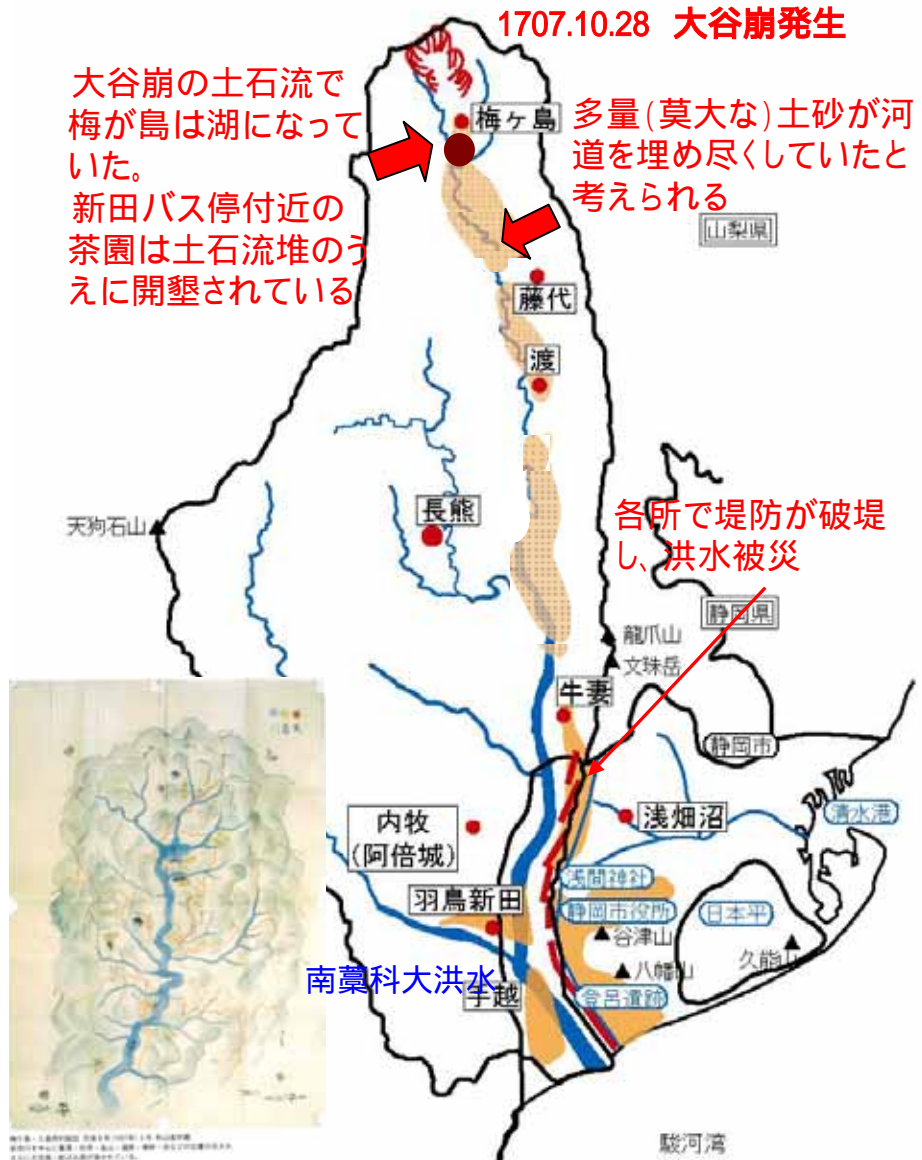 1707.10.28 大谷崩発生
大谷崩の土石流で
梅が島は湖になって
いた。
新田バス停付近の
茶園は土石流堆のう
えに開墾されている
梅ヶ島
多量(莫大な)土砂が河
道を埋め尽くしていたと
考えられる
山梨県
藤代
渡
長熊
天狗石山
各所で堤防が破堤
し、洪水被災
静岡県
龍爪山
文珠岳
牛妻
静岡市
浅畑沼
清水港
内牧
(阿倍城)
浅間神社
羽鳥新田
静岡市役所
日本平
谷津山
久能山
八幡山
南藁科大洪水
手越
登呂遺跡
駿河湾